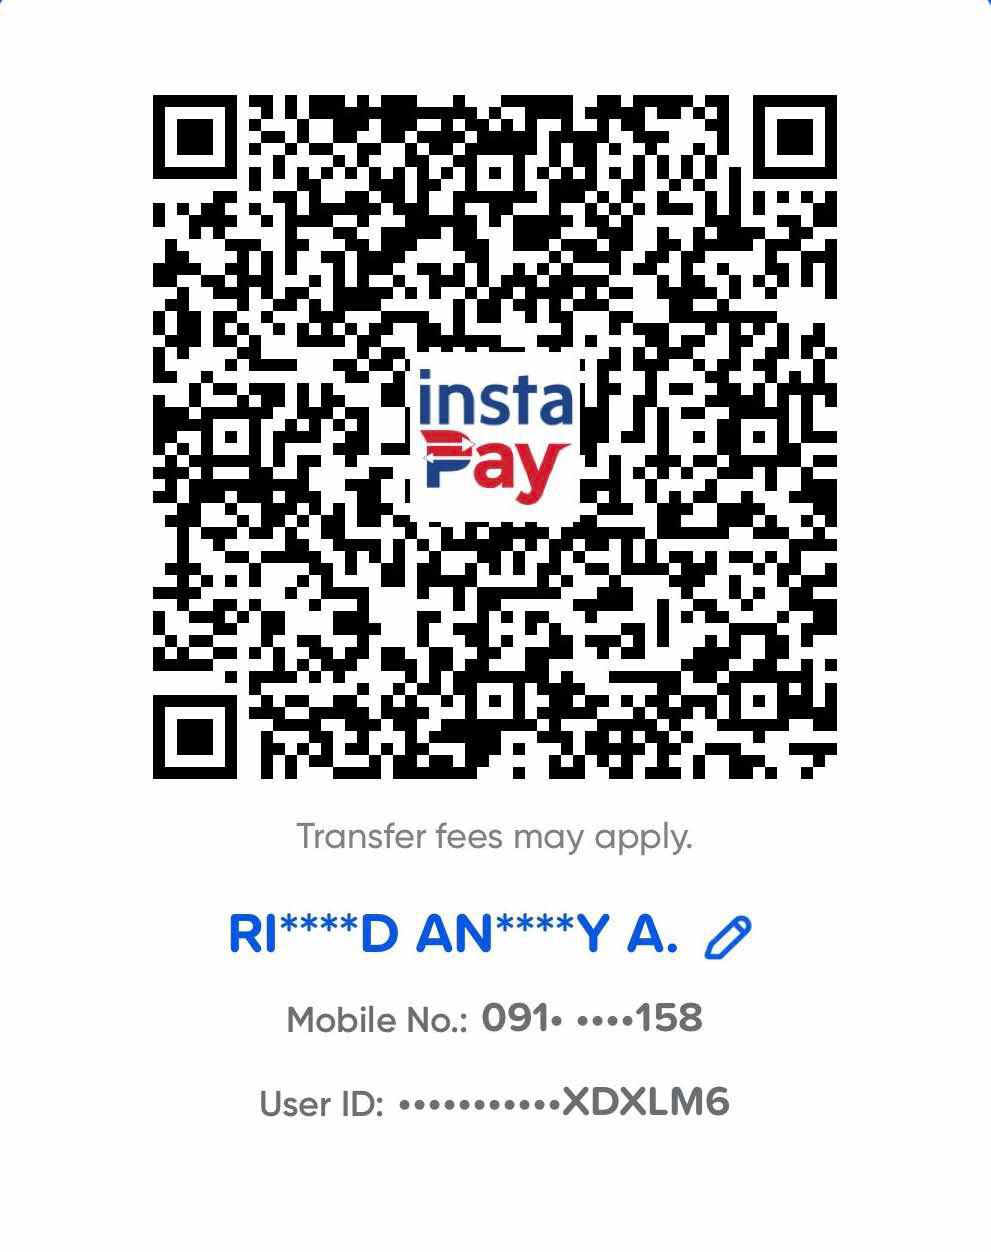 insta
Pay
Transfer fees may apply.
RI****D AN****Y A.
Mobile No.: 091• ••••158
User ID: •••••••••••XDXLM6